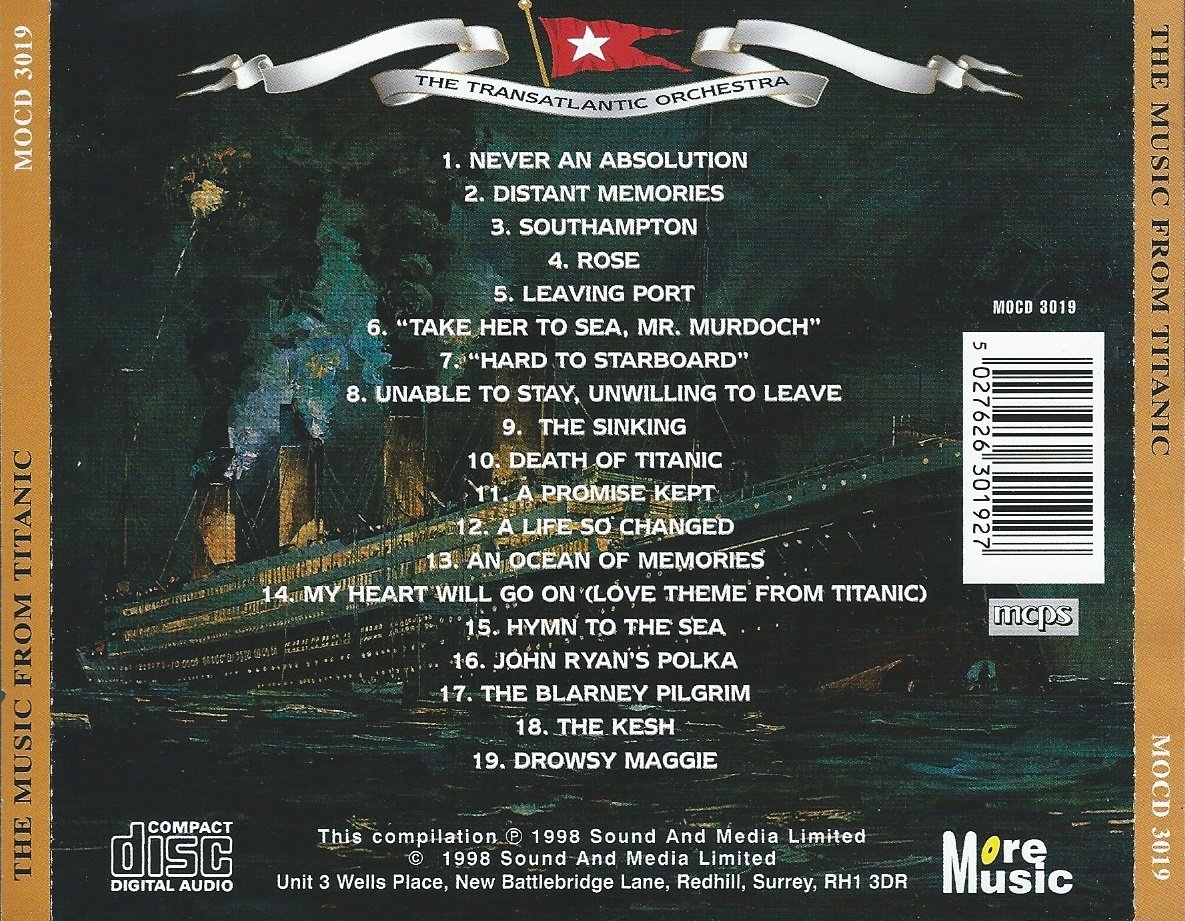 THE TRANSATLANTIC ORCHESTRA
1. NEVER AN ABSOLUTION
2. DISTANT MEMORIES
3. SOUTHAMPTON
4. ROSE
5. LEAVING PORT
6. “TAKE HER TO SEA, MR. MURDOCH”
7. “HARD TO STARBOARD”
8. UNABLE TO STAY, UNWILLING TO LEAVE
9. THE SINKING
10. DEATH OF TITANIC
11. A PROMISE KEPT
12. A LIFE SO CHANGED
13. AN OCEAN OF MEMORIES
14. MY HEART WILL GO ON (LOVE THEME FROM TITANIC)
15. HYMN TO THE SEA
16. JOHN RYAN'S POLKA
17. THE BLARNEY PILGRIM
18. THE KESH
19. DROWSY MAGGIE
MOCD 3019
5 027626 301927
mcps
COMPACT
disc
DIGITAL AUDIO
This compilation ℗ 1998 Sound And Media Limited
© 1998 Sound And Media Limited
Unit 3 Wells Place, New Battlebridge Lane, Redhill, Surrey, RH1 3DR
More
Music
THE MUSIC FROM TITANIC
MOCD 3019
THE MUSIC FROM TITANIC
MOCD 3019